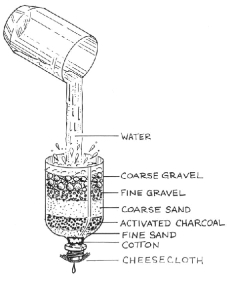 WATER
COARSE GRAVEL
FINE GRAVEL
COARSE SAND
ACTIVATED CHARCOAL
FINE SAND
COTTON
CHEESECLOTH